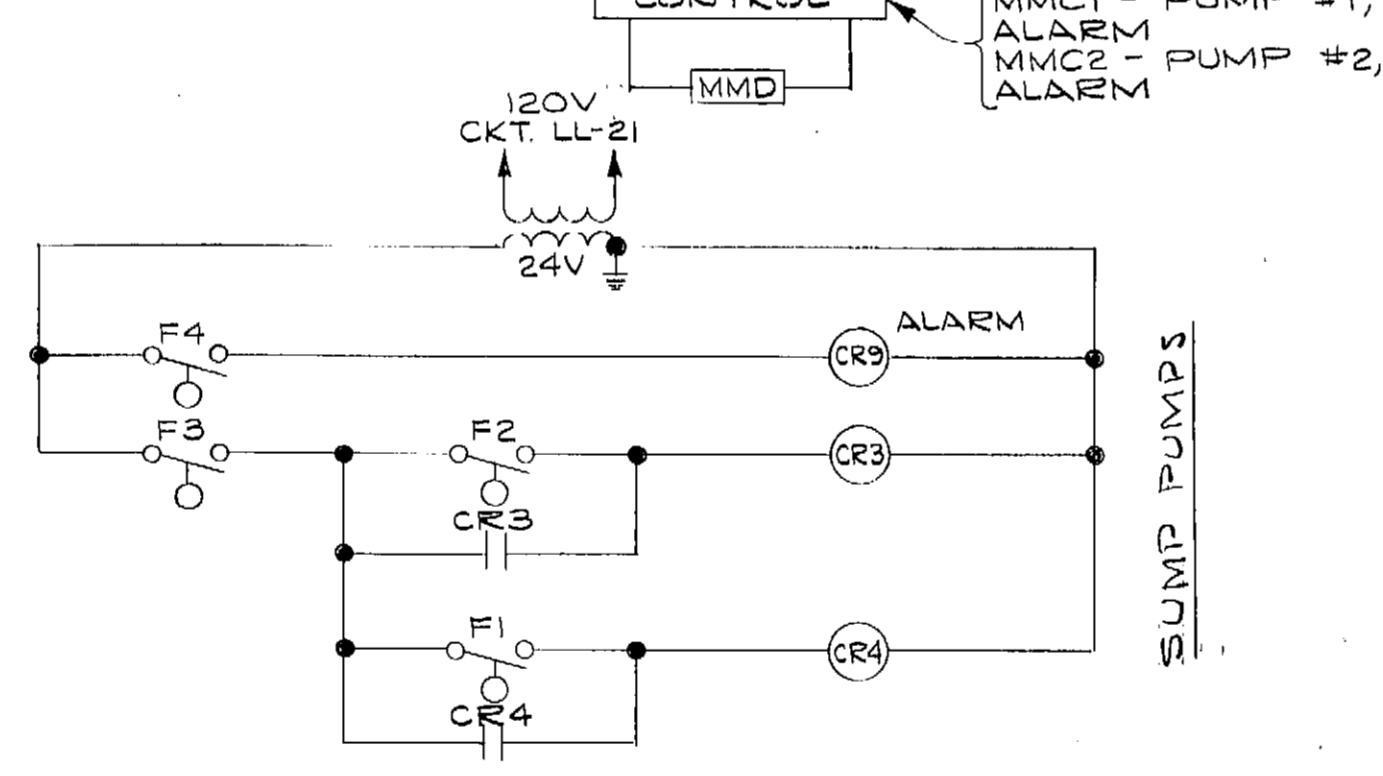 CONTROL
MMC1 - PUMP #1,
ALARM
MMC2 - PUMP #2,
ALARM
MMD
120V
CKT. LL-21
24V
F4
ALARM
CR9
F3
F2
CR3
CR3
F1
CR4
CR4
SUMP PUMPS